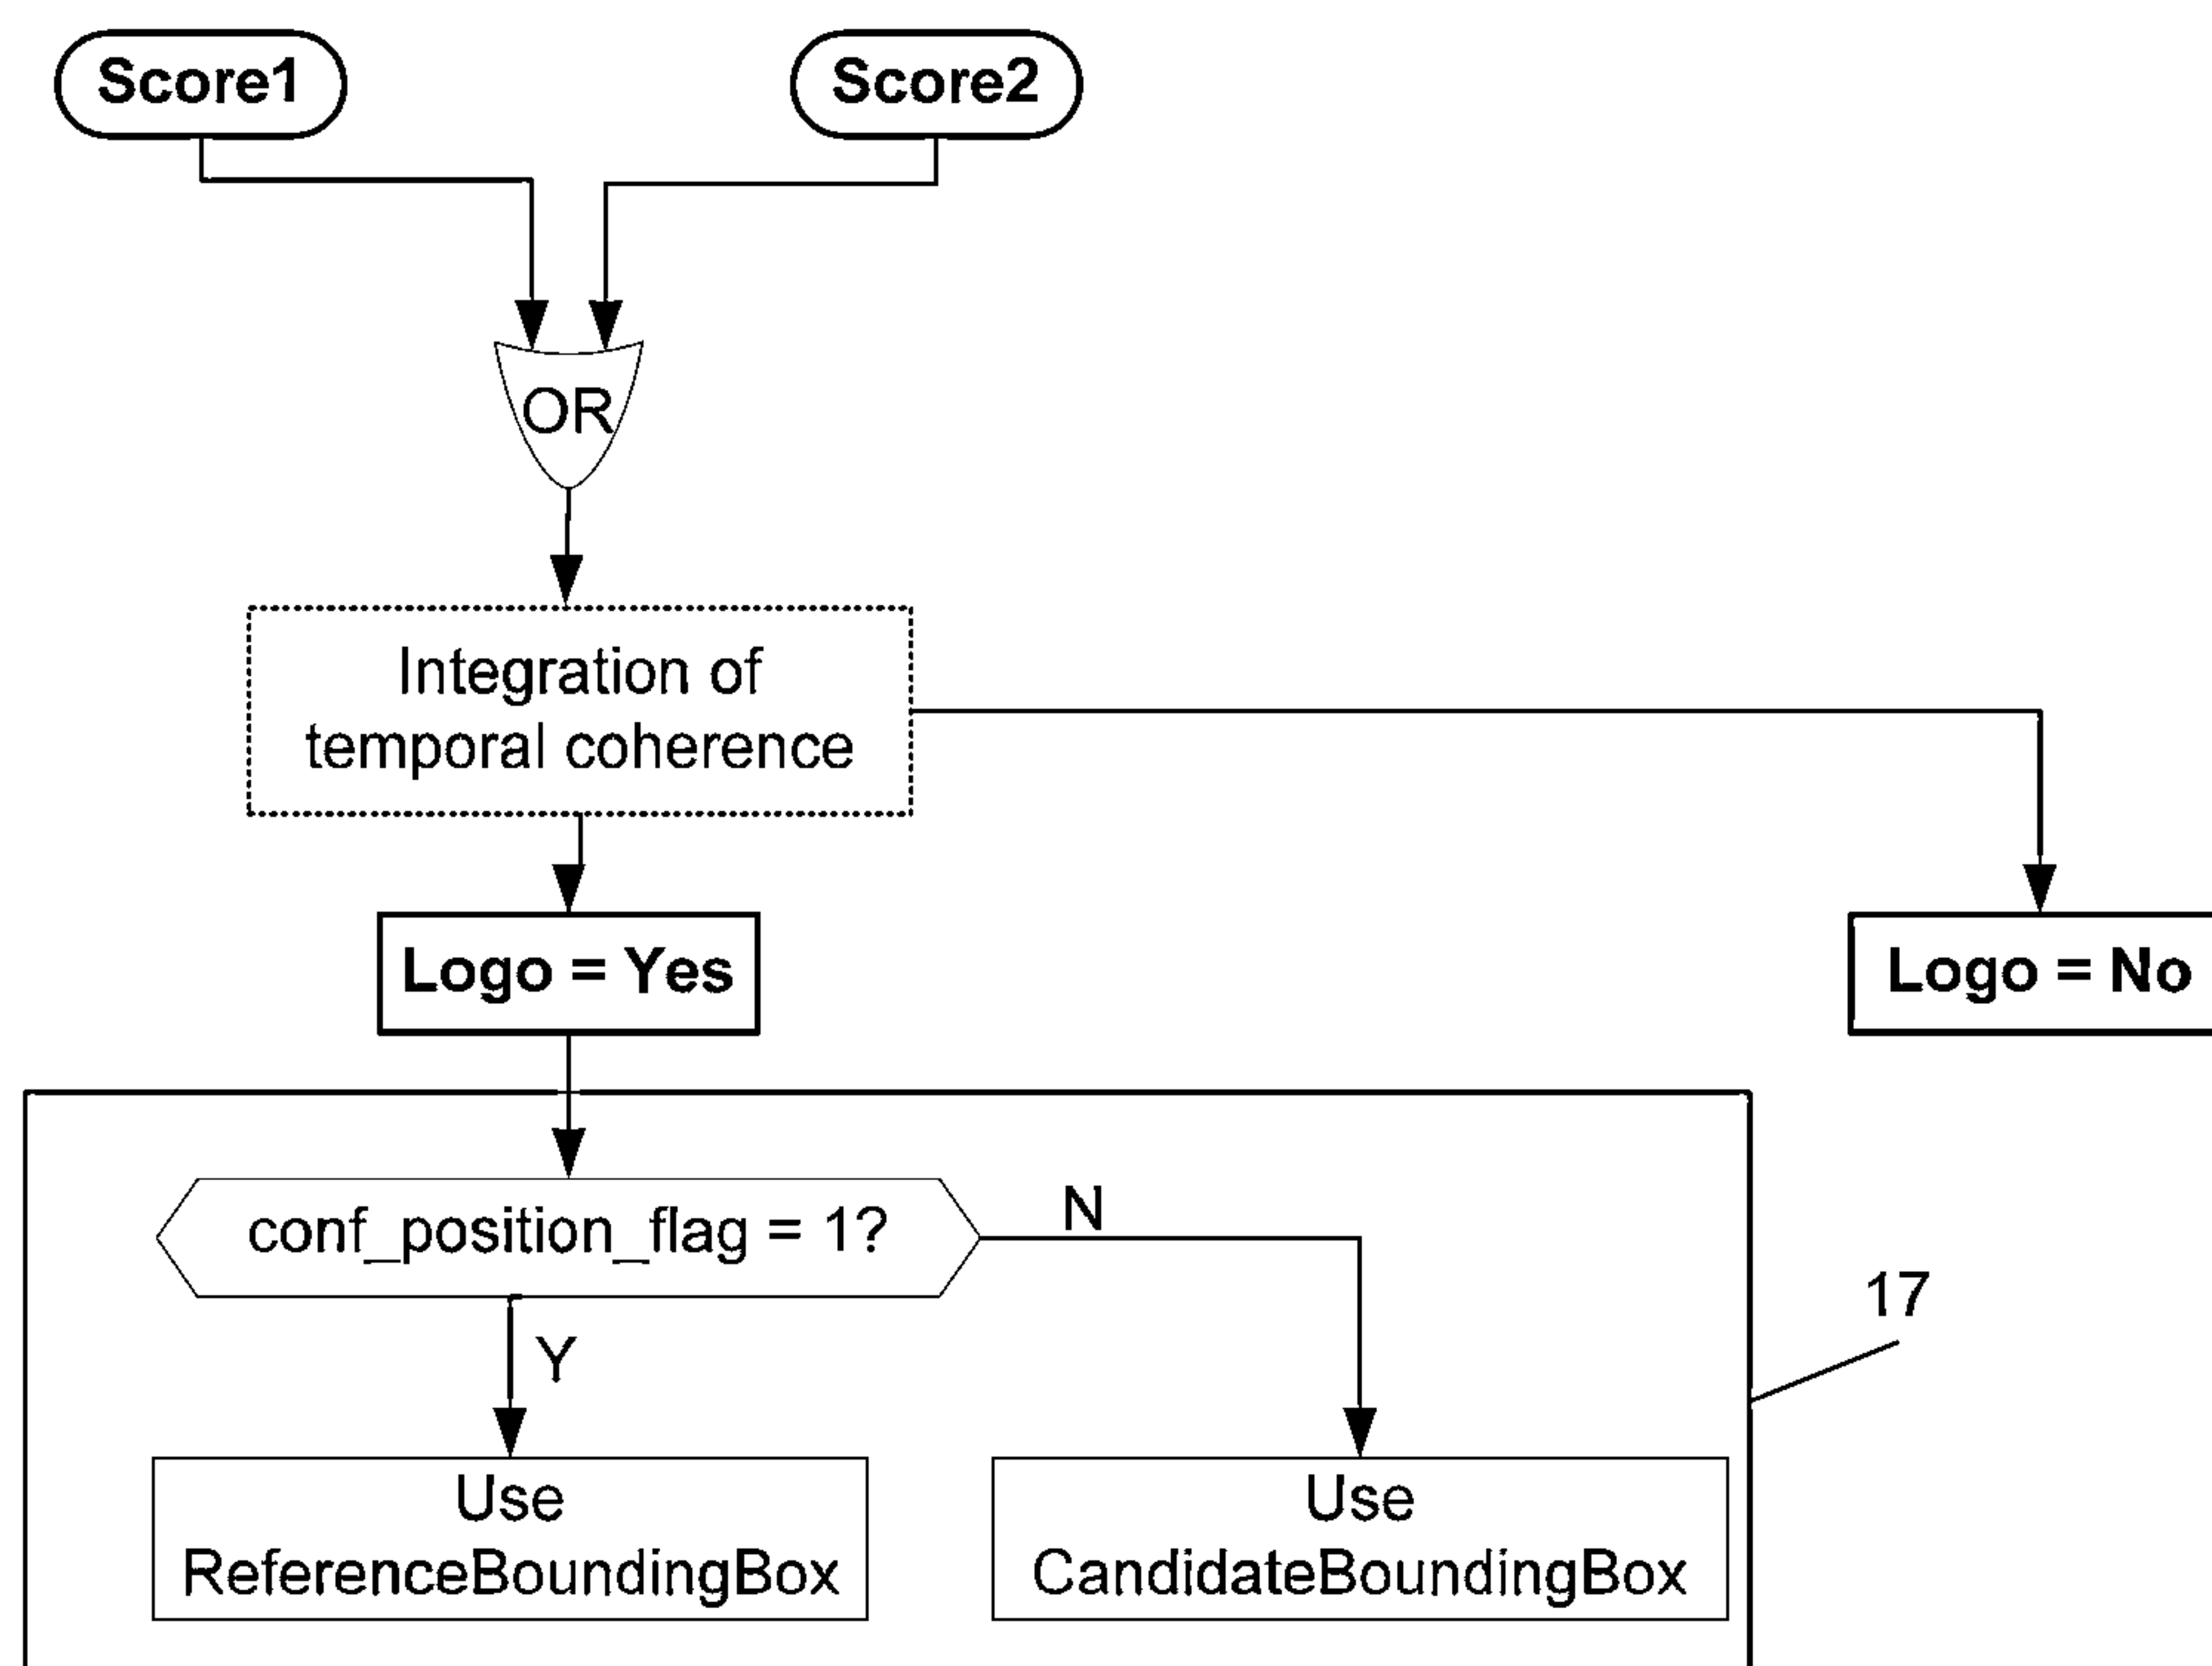 Score1
Score2
OR
Integration of
temporal coherence
Logo = Yes
Logo = No
conf_position_flag = 1?
N
17
Y
Use
ReferenceBoundingBox
Use
CandidateBoundingBox